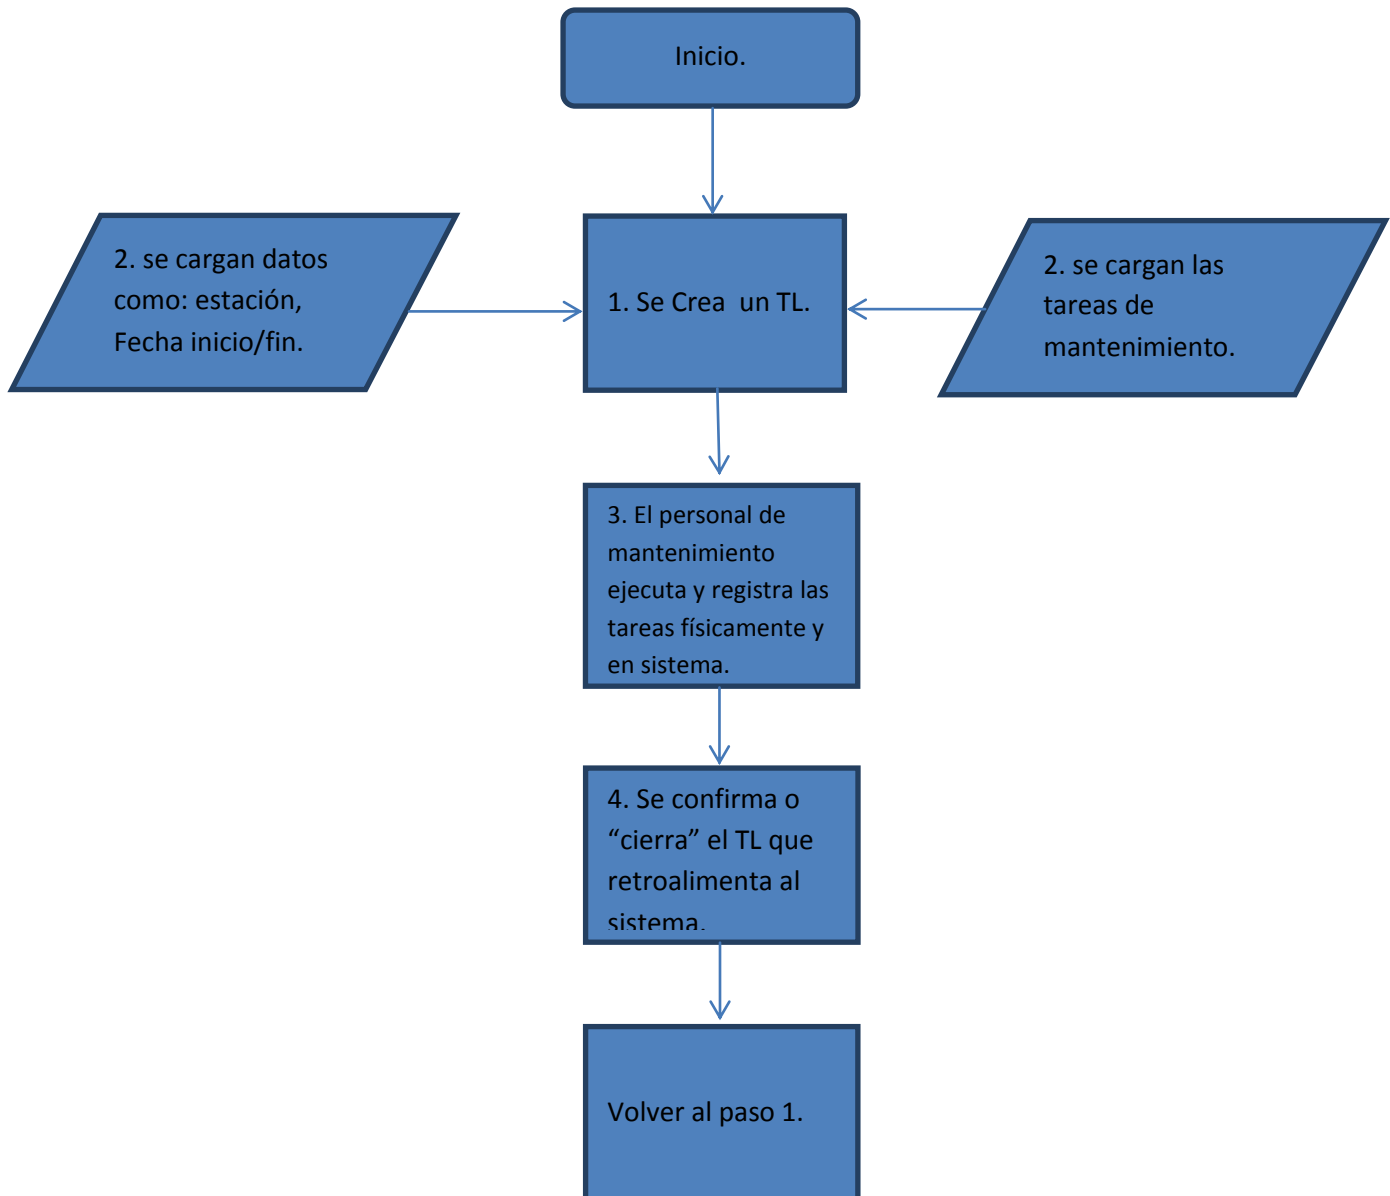 Inicio.
2. se cargan datos
como: estación,
Fecha inicio/fin.
1. Se Crea  un TL.
2. se cargan las
tareas de
mantenimiento.
3. El personal de
mantenimiento
ejecuta y registra las
tareas físicamente y
en sistema.
4. Se confirma o
“cierra” el TL que
retroalimenta al
sistema.
Volver al paso 1.